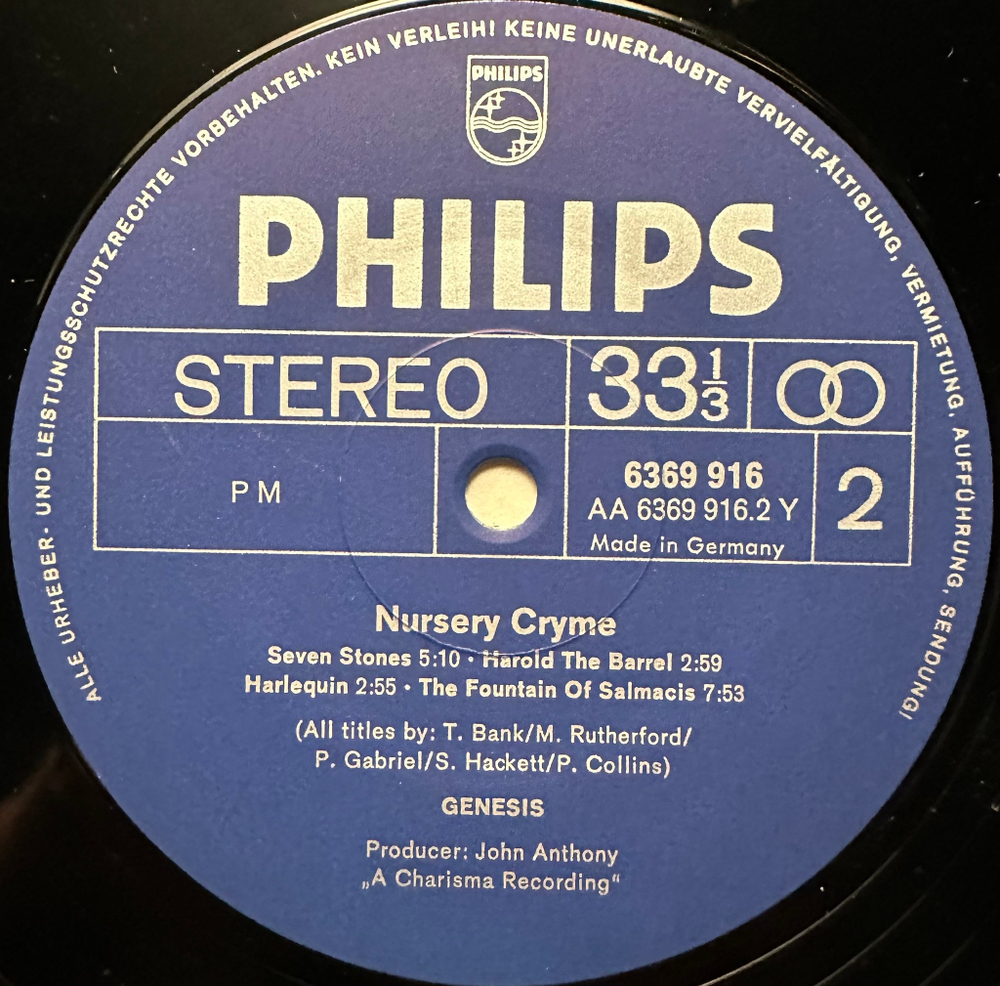 ALLE URHEBER- UND LEISTUNGSSCHUTZRECHTE VORBEHALTEN. KEIN VERLEIH! KEINE UNERLAUBTE VERVIELFÄLTIGUNG, VERMIETUNG, AUFFÜHRUNG, SENDUNG!
PHILIPS
PHILIPS
STEREO 33 1/3
PM
6369 916
AA 6369 916.2 Y
Made in Germany
2
Nursery Cryme
Seven Stones 5:10 · Harold The Barrel 2:59
Harlequin 2:55 · The Fountain Of Salmacis 7:53
(All titles by: T. Bank/M. Rutherford/
P. Gabriel/S. Hackett/P. Collins)
GENESIS
Producer: John Anthony
„A Charisma Recording“